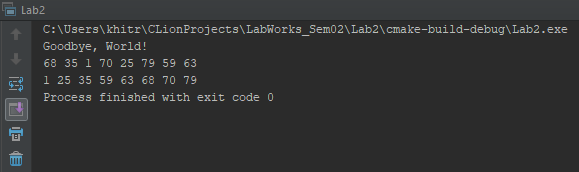 Lab2
C:\Users\khitr\CLionProjects\LabWorks_Sem02\Lab2\cmake-build-debug\Lab2.exe
Goodbye, World!
68 35 1 70 25 79 59 63
1 25 35 59 63 68 70 79
Process finished with exit code 0